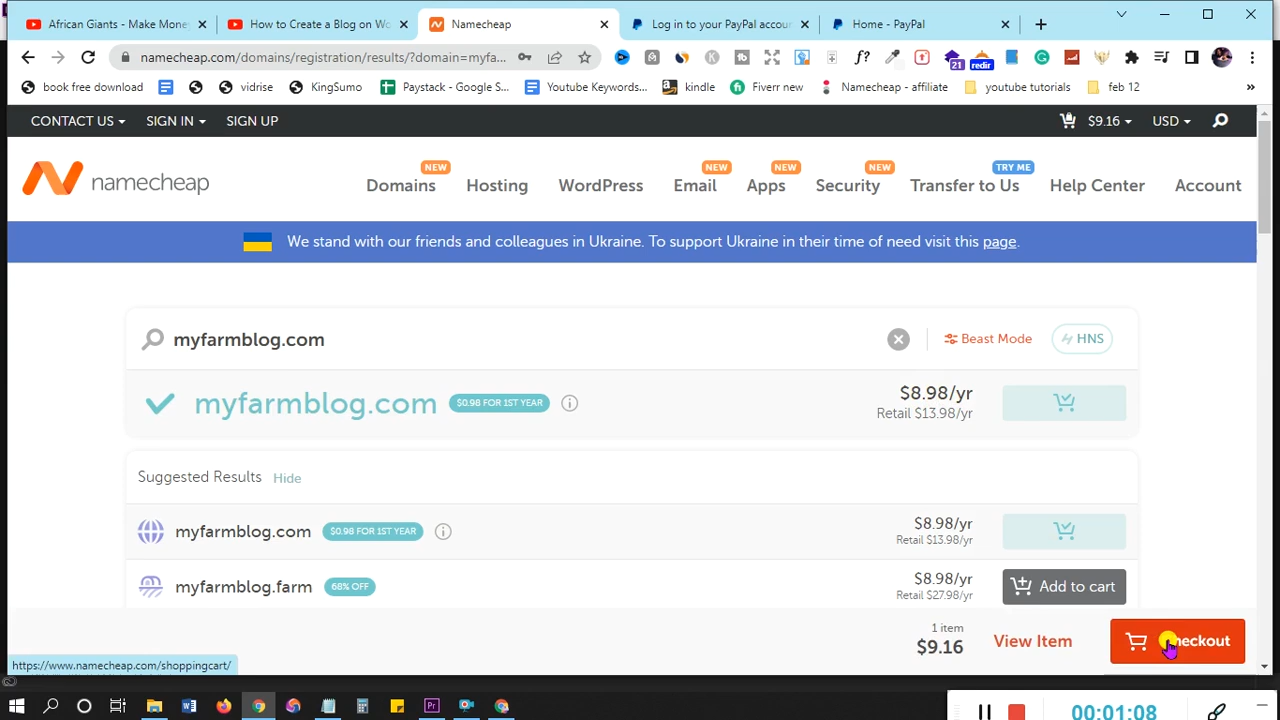 African Giants - Make Mone
How to Create a Blog on Wo
Namecheap
Log in to your PayPal accou
Home - PayPal
namecheap.com/domains/registration/results/?domain=myfa...
21
redir
f?
book free download
vidrist
KingSumo
Paystack - Google S...
Youtube Keywords...
kindle
Fiverr new
Namecheap - affiliate
youtube tutorials
feb 12
»
CONTACT US
SIGN IN
SIGN UP
$9.16
USD
NEW
NEW
NEW
NEW
TRY ME
namecheap
Domains
Hosting
WordPress
Email
Apps
Security
Transfer to Us
Help Center
Account
We stand with our friends and colleagues in Ukraine. To support Ukraine in their time of need visit this page.
myfarmblog.com
Beast Mode
HNS
myfarmblog.com
$0.98 FOR 1ST YEAR
$8.98/yr
Retail $13.98/yr
Suggested Results
Hide
myfarmblog.com
$0.98 FOR 1ST YEAR
$8.98/yr
Retail $13.98/yr
myfarmblog.farm
68% OFF
$8.98/yr
Retail $27.98/yr
Add to cart
1 item
$9.16
View Item
Checkout
https://www.namecheap.com/shoppingcart/
Pr
00:01:08